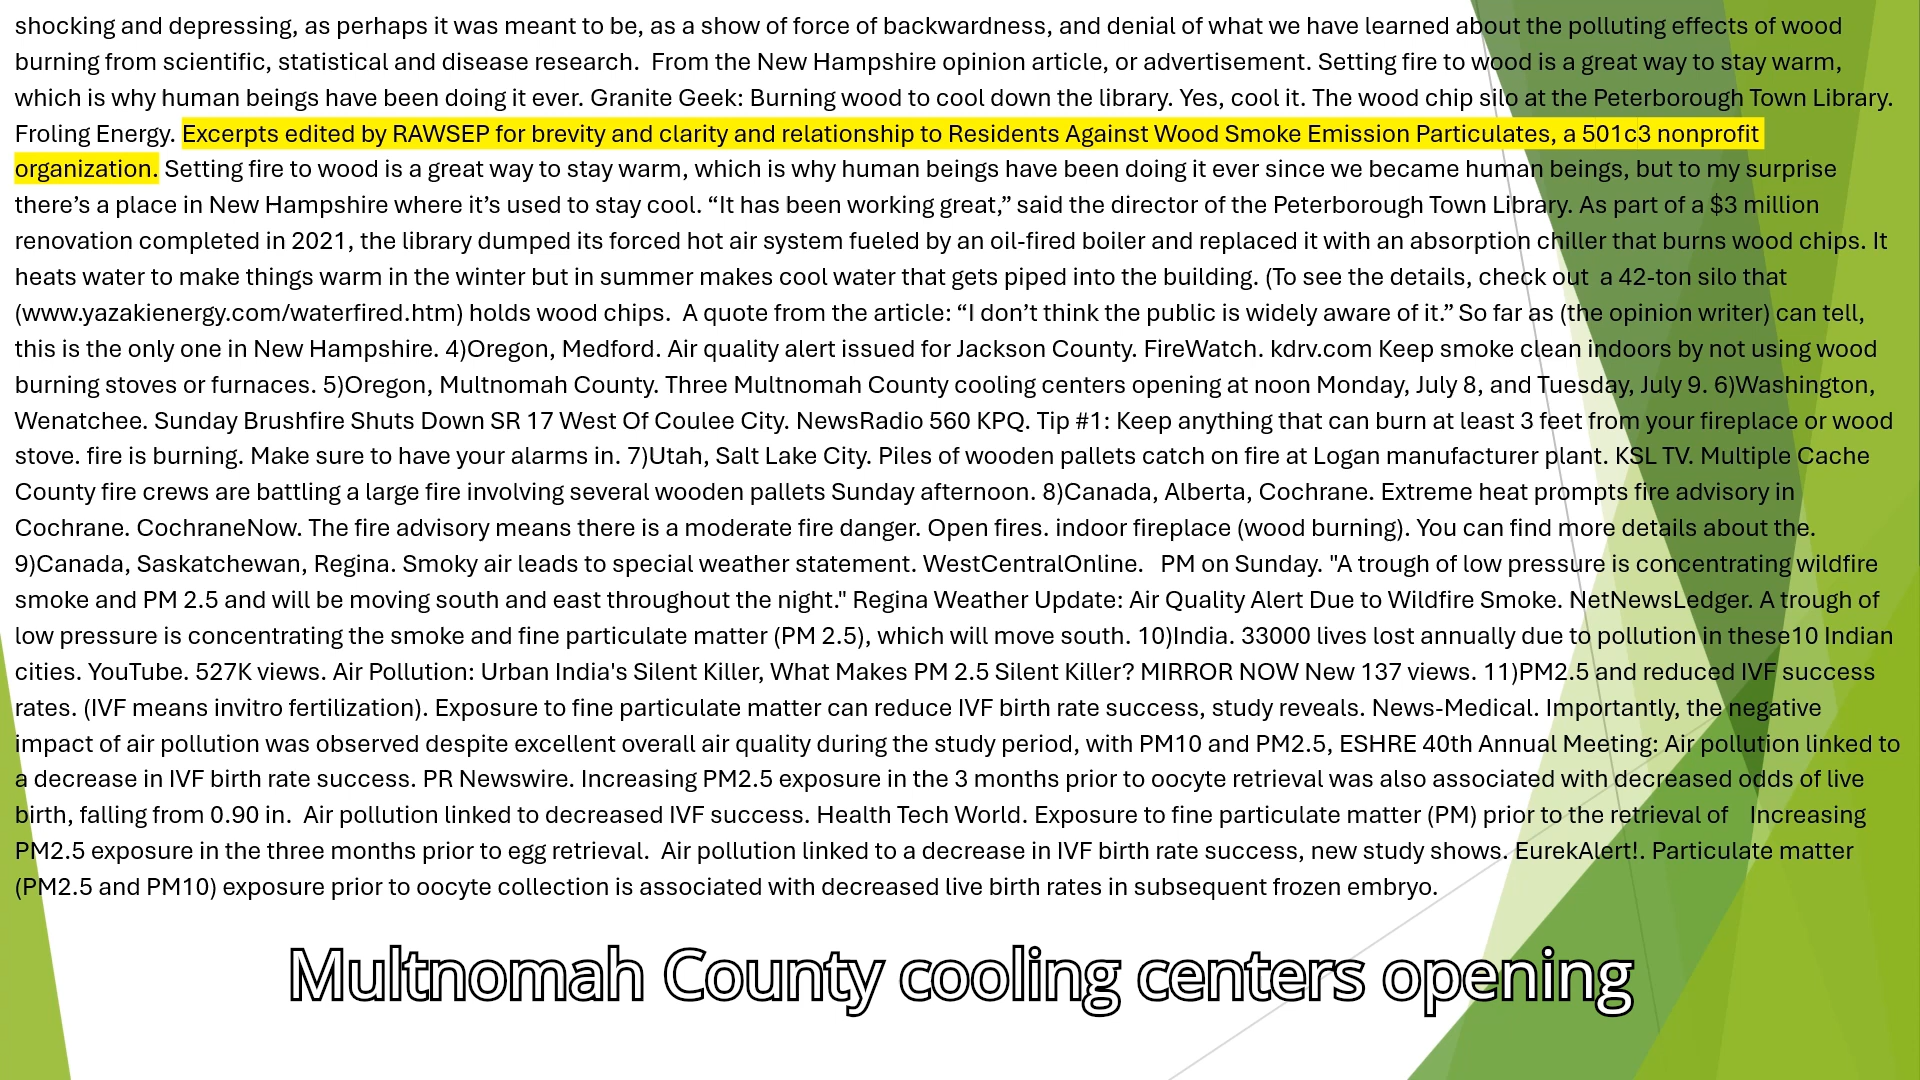 shocking and depressing, as perhaps it was meant to be, as a show of force of backwardness, and denial of what we have learned about the polluting effects of wood
burning from scientific, statistical and disease research.  From the New Hampshire opinion article, or advertisement. Setting fire to wood is a great way to stay warm,
which is why human beings have been doing it ever. Granite Geek: Burning wood to cool down the library. Yes, cool it. The wood chip silo at the Peterborough Town Library.
Froling Energy. Excerpts edited by RAWSEP for brevity and clarity and relationship to Residents Against Wood Smoke Emission Particulates, a 501c3 nonprofit
organization. Setting fire to wood is a great way to stay warm, which is why human beings have been doing it ever since we became human beings, but to my surprise
there’s a place in New Hampshire where it’s used to stay cool. “It has been working great,” said the director of the Peterborough Town Library. As part of a $3 million
renovation completed in 2021, the library dumped its forced hot air system fueled by an oil-fired boiler and replaced it with an absorption chiller that burns wood chips. It
heats water to make things warm in the winter but in summer makes cool water that gets piped into the building. (To see the details, check out  a 42-ton silo that
(www.yazakienergy.com/waterfired.htm) holds wood chips.  A quote from the article: “I don’t think the public is widely aware of it.” So far as (the opinion writer) can tell,
this is the only one in New Hampshire. 4)Oregon, Medford. Air quality alert issued for Jackson County. FireWatch. kdrv.com Keep smoke clean indoors by not using wood
burning stoves or furnaces. 5)Oregon, Multnomah County. Three Multnomah County cooling centers opening at noon Monday, July 8, and Tuesday, July 9. 6)Washington,
Wenatchee. Sunday Brushfire Shuts Down SR 17 West Of Coulee City. NewsRadio 560 KPQ. Tip #1: Keep anything that can burn at least 3 feet from your fireplace or wood
stove. fire is burning. Make sure to have your alarms in. 7)Utah, Salt Lake City. Piles of wooden pallets catch on fire at Logan manufacturer plant. KSL TV. Multiple Cache
County fire crews are battling a large fire involving several wooden pallets Sunday afternoon. 8)Canada, Alberta, Cochrane. Extreme heat prompts fire advisory in
Cochrane. CochraneNow. The fire advisory means there is a moderate fire danger. Open fires. indoor fireplace (wood burning). You can find more details about the.
9)Canada, Saskatchewan, Regina. Smoky air leads to special weather statement. WestCentralOnline.   PM on Sunday. "A trough of low pressure is concentrating wildfire
smoke and PM 2.5 and will be moving south and east throughout the night." Regina Weather Update: Air Quality Alert Due to Wildfire Smoke. NetNewsLedger. A trough of
low pressure is concentrating the smoke and fine particulate matter (PM 2.5), which will move south. 10)India. 33000 lives lost annually due to pollution in these10 Indian
cities. YouTube. 527K views. Air Pollution: Urban India's Silent Killer, What Makes PM 2.5 Silent Killer? MIRROR NOW New 137 views. 11)PM2.5 and reduced IVF success
rates. (IVF means invitro fertilization). Exposure to fine particulate matter can reduce IVF birth rate success, study reveals. News-Medical. Importantly, the negative
impact of air pollution was observed despite excellent overall air quality during the study period, with PM10 and PM2.5, ESHRE 40th Annual Meeting: Air pollution linked to
a decrease in IVF birth rate success. PR Newswire. Increasing PM2.5 exposure in the 3 months prior to oocyte retrieval was also associated with decreased odds of live
birth, falling from 0.90 in.  Air pollution linked to decreased IVF success. Health Tech World. Exposure to fine particulate matter (PM) prior to the retrieval of   Increasing
PM2.5 exposure in the three months prior to egg retrieval.  Air pollution linked to a decrease in IVF birth rate success, new study shows. EurekAlert!. Particulate matter
(PM2.5 and PM10) exposure prior to oocyte collection is associated with decreased live birth rates in subsequent frozen embryo.
Multnomah County cooling centers opening